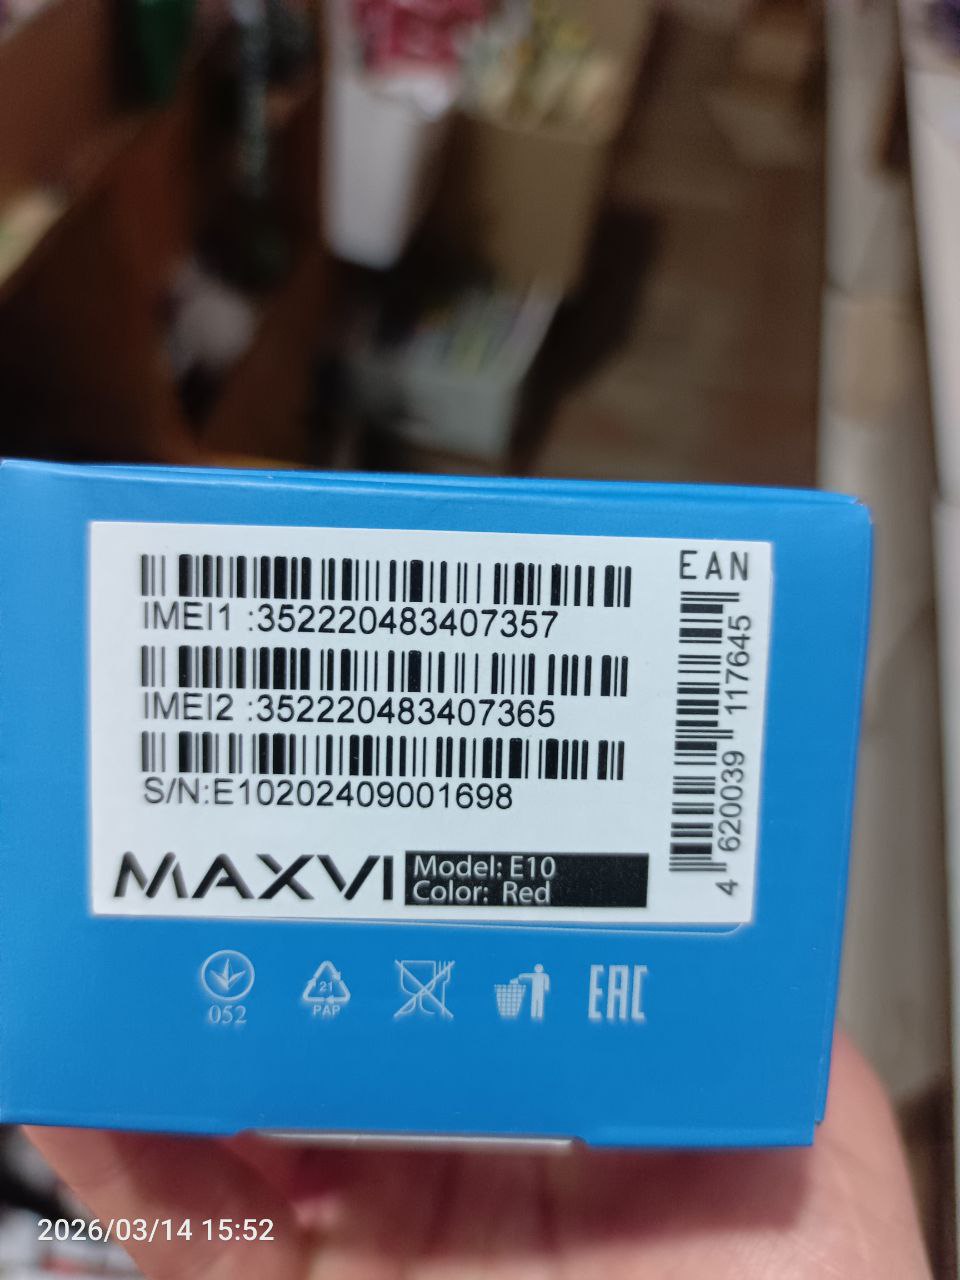 EAN
IMEI1 :352220483407357
IMEI2 :352220483407365
S/N:E10202409001698
4 620039 117645
MAXVI
Model: E10
Color: Red
052
21
PAP
EAC
2026/03/14 15:52